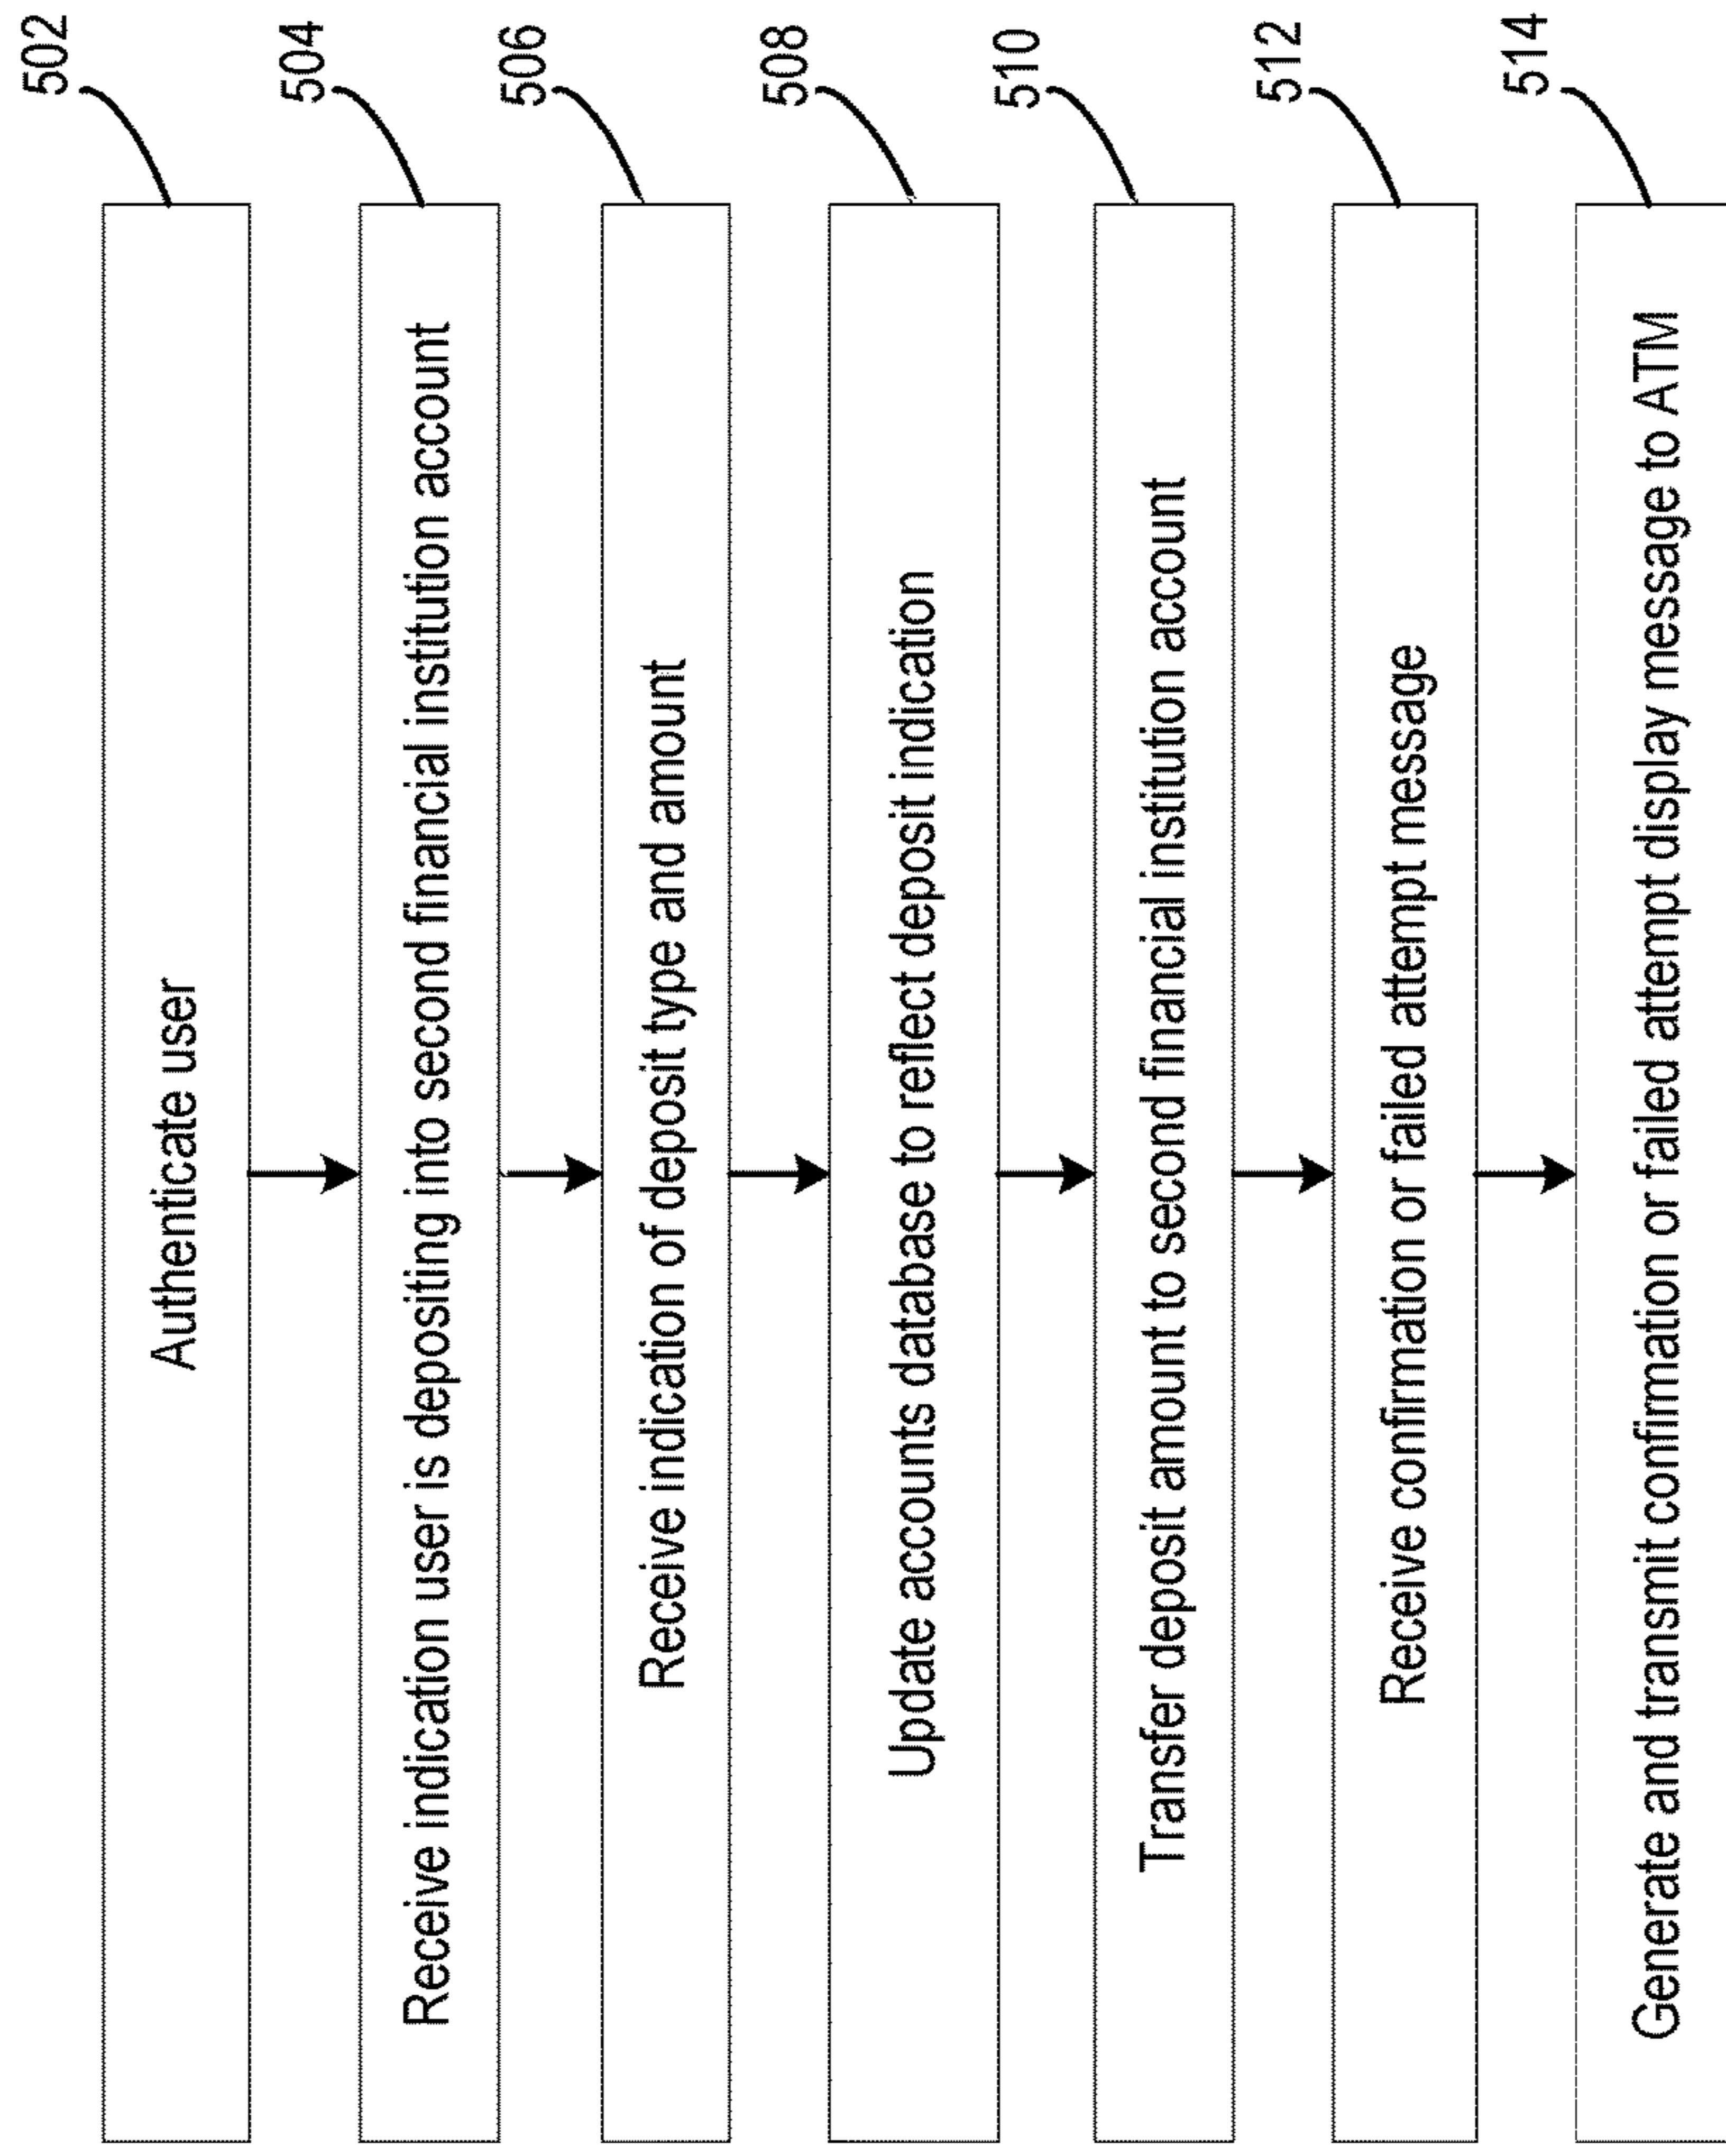 Authenticate user
502
Receive indication user is depositing into second financial institution account
504
Receive indication of deposit type and amount
506
Update accounts database to reflect deposit indication
508
Transfer deposit amount to second financial institution account
510
Receive confirmation or failed attempt message
512
Generate and transmit confirmation or failed attempt display message to ATM
514